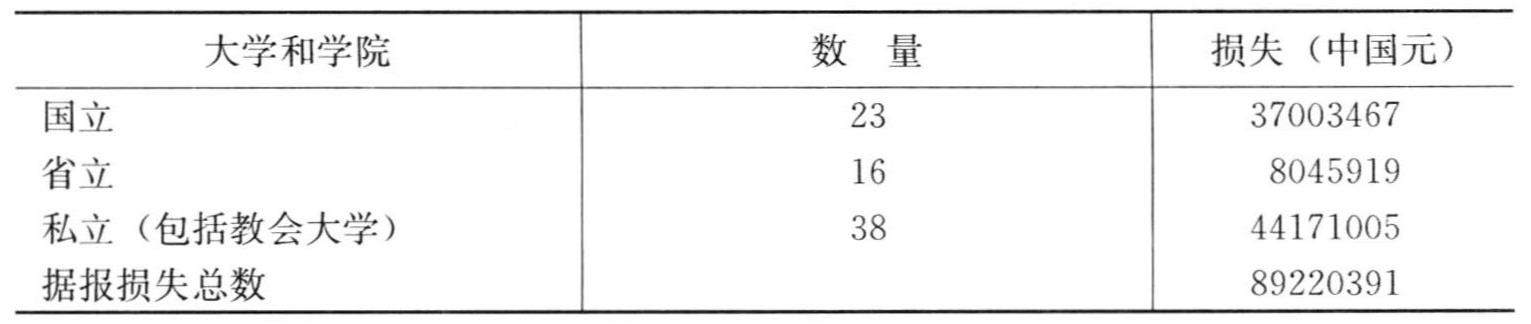 大学和学院 数 量 损失（中国元）
国立 23 37003467
省立 16 8045919
私立（包括教会大学） 38 44171005
据报损失总数 89220391